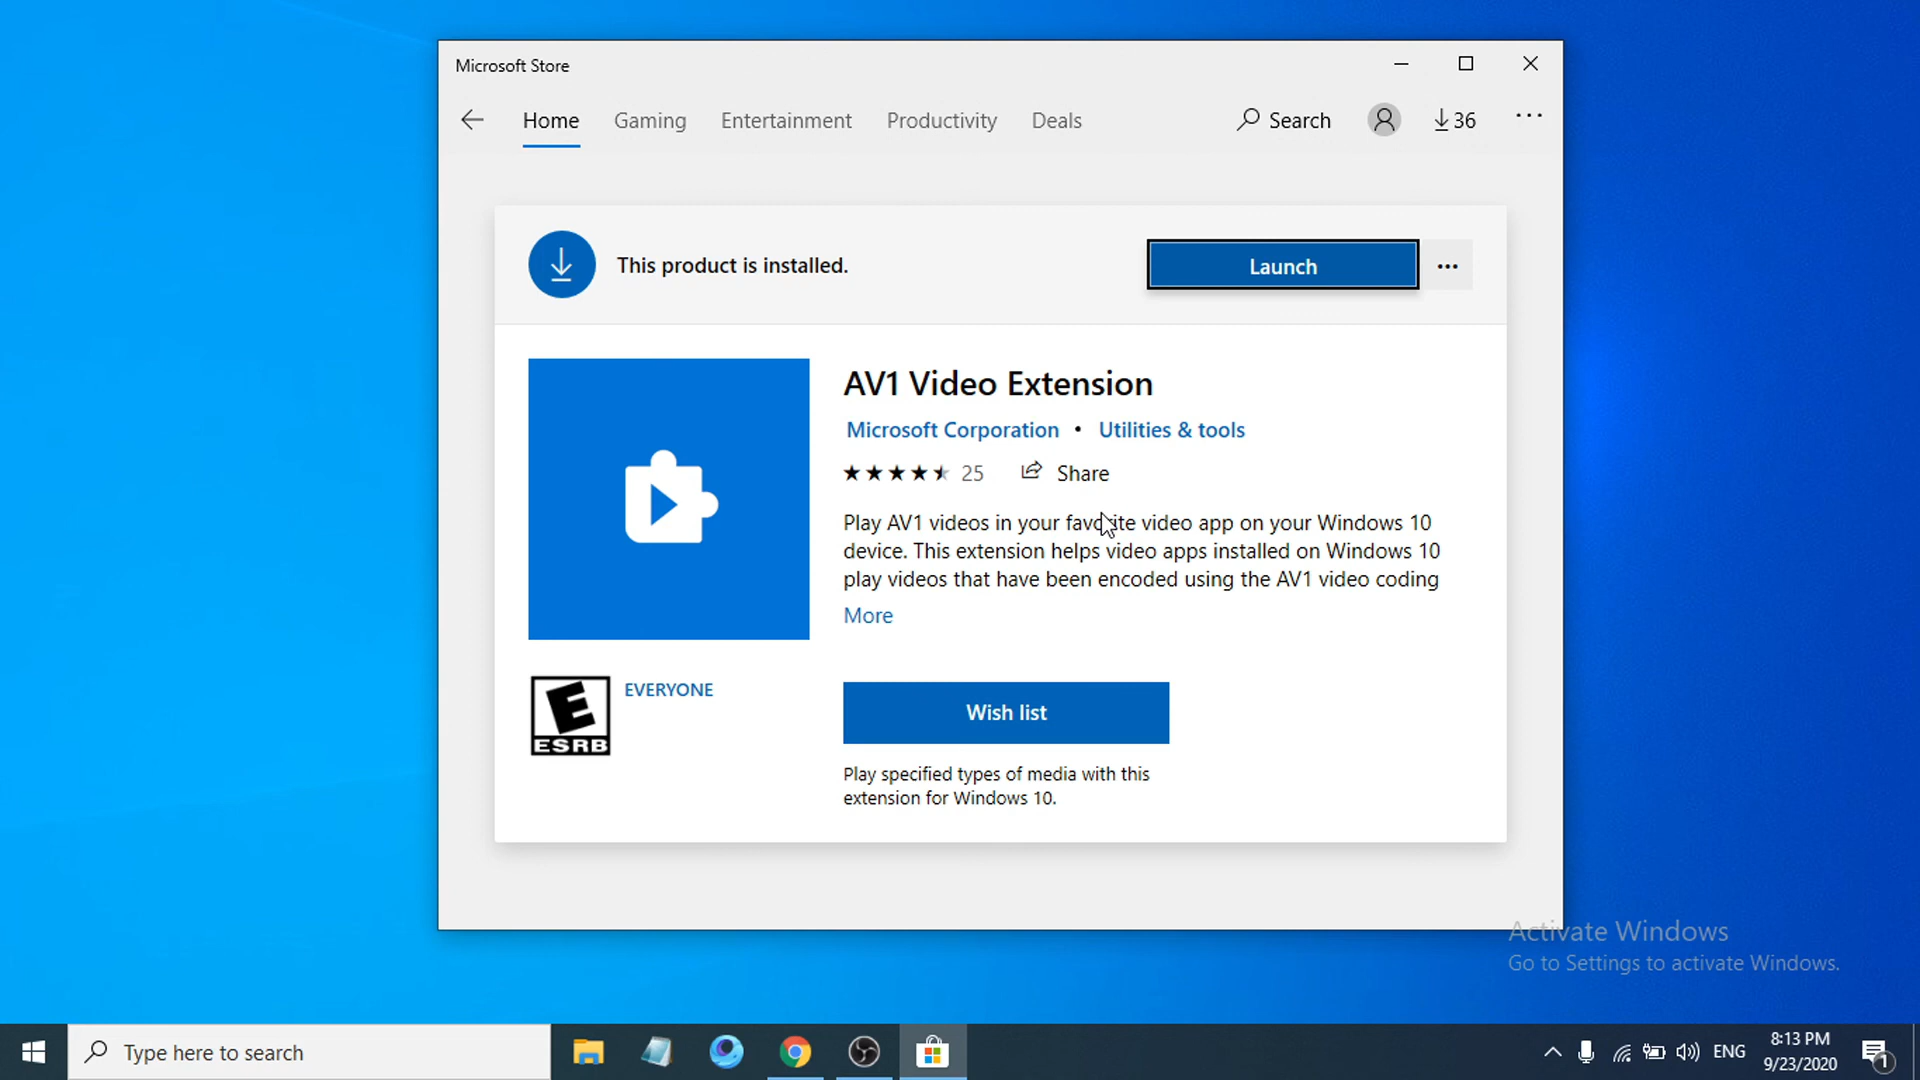 Microsoft Store
Home Gaming Entertainment Productivity Deals Search 36
This product is installed.
Launch
AV1 Video Extension
Microsoft Corporation • Utilities & tools
25 Share
Play AV1 videos in your favorite video app on your Windows 10
device. This extension helps video apps installed on Windows 10
play videos that have been encoded using the AV1 video coding
More
E
ESRB
EVERYONE
Wish list
Play specified types of media with this
extension for Windows 10.
Activate Windows
Go to Settings to activate Windows.
Type here to search
ENG
8:13 PM
9/23/2020
1